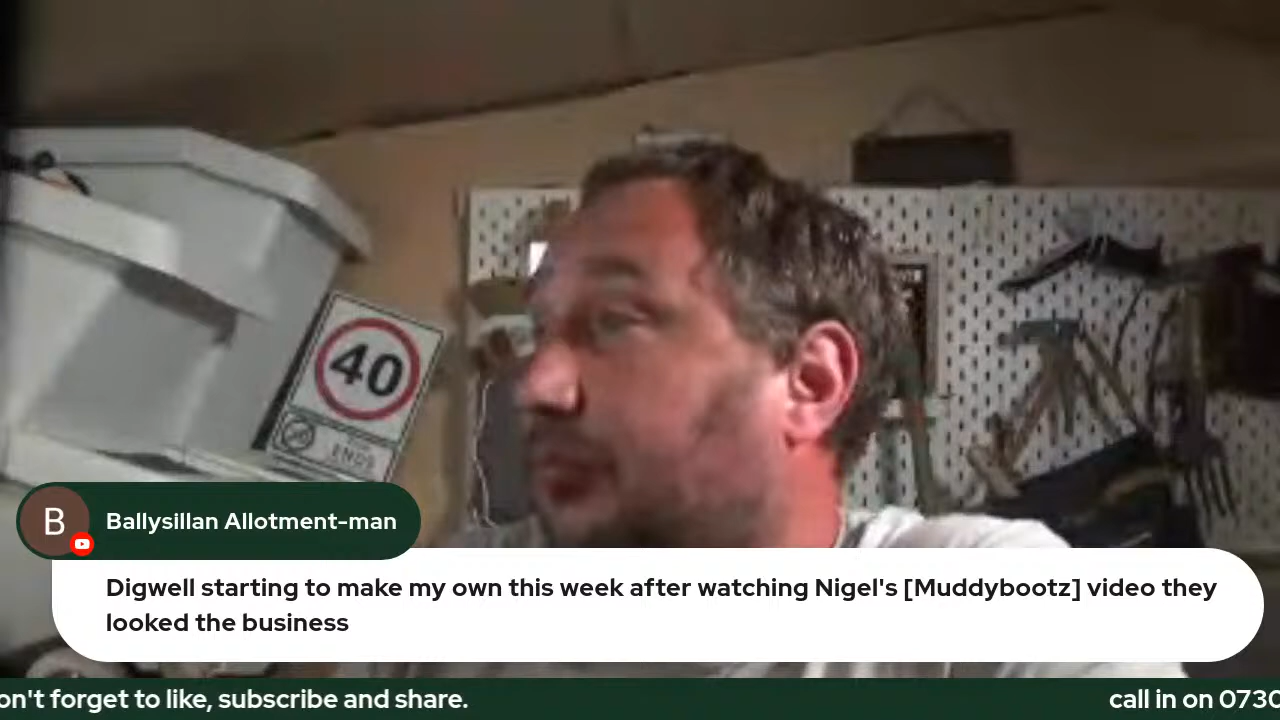 40
ENDS
B
Ballysillan Allotment-man
Digwell starting to make my own this week after watching Nigel's [Muddybootz] video they
looked the business
on't forget to like, subscribe and share.
call in on 0730